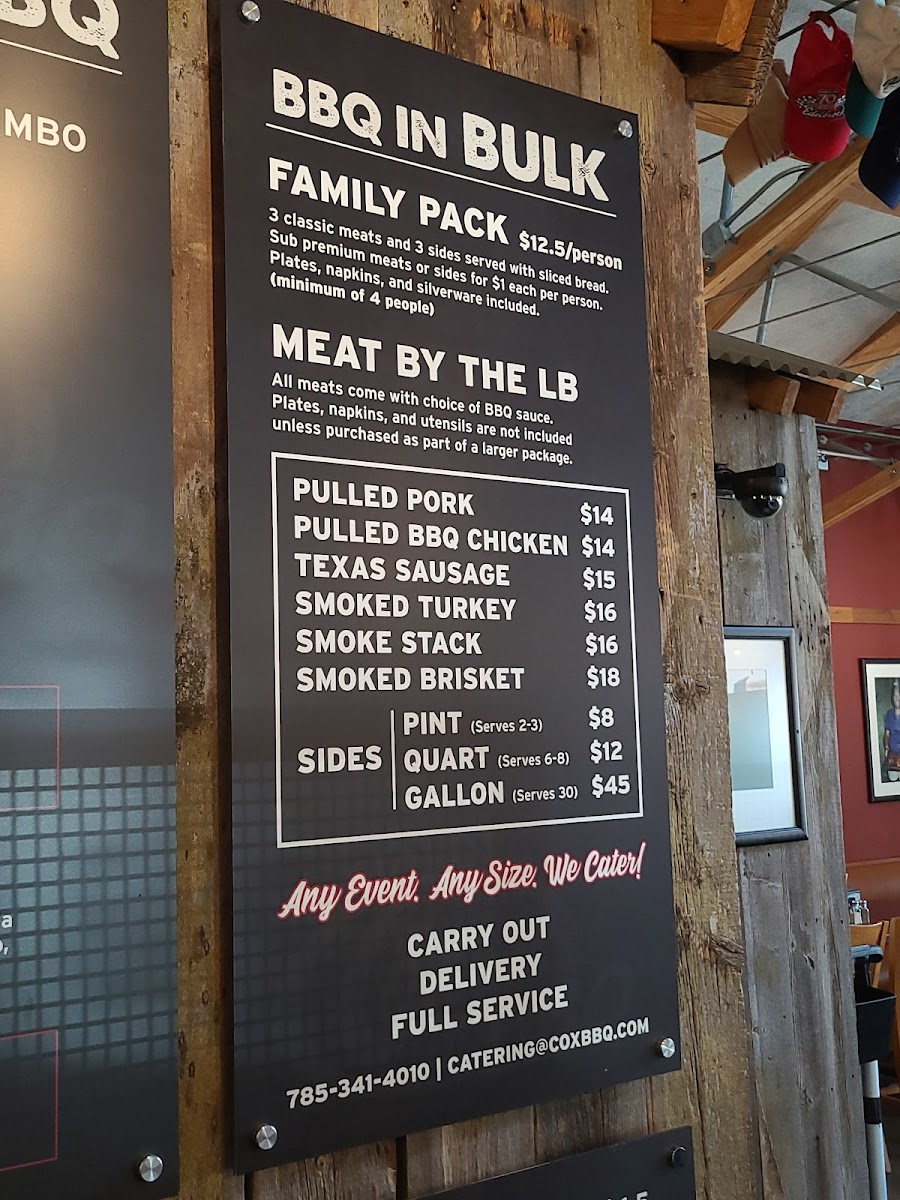 BQ
MBO
a
BBQ IN BULK
FAMILY PACK $12.5/person
3 classic meats and 3 sides served with sliced bread.
Sub premium meats or sides for $1 each per person.
Plates, napkins, and silverware included.
(minimum of 4 people)
MEAT BY THE LB
All meats come with choice of BBQ sauce.
Plates, napkins, and utensils are not included
unless purchased as part of a larger package.
PULLED PORK $14
PULLED BBQ CHICKEN $14
TEXAS SAUSAGE $15
SMOKED TURKEY $16
SMOKE STACK $16
SMOKED BRISKET $18
SIDES
PINT (Serves 2-3) $8
QUART (Serves 6-8) $12
GALLON (Serves 30) $45
Any Event. Any Size. We Cater!
CARRY OUT
DELIVERY
FULL SERVICE
785-341-4010 | CATERING@COXBBQ.COM